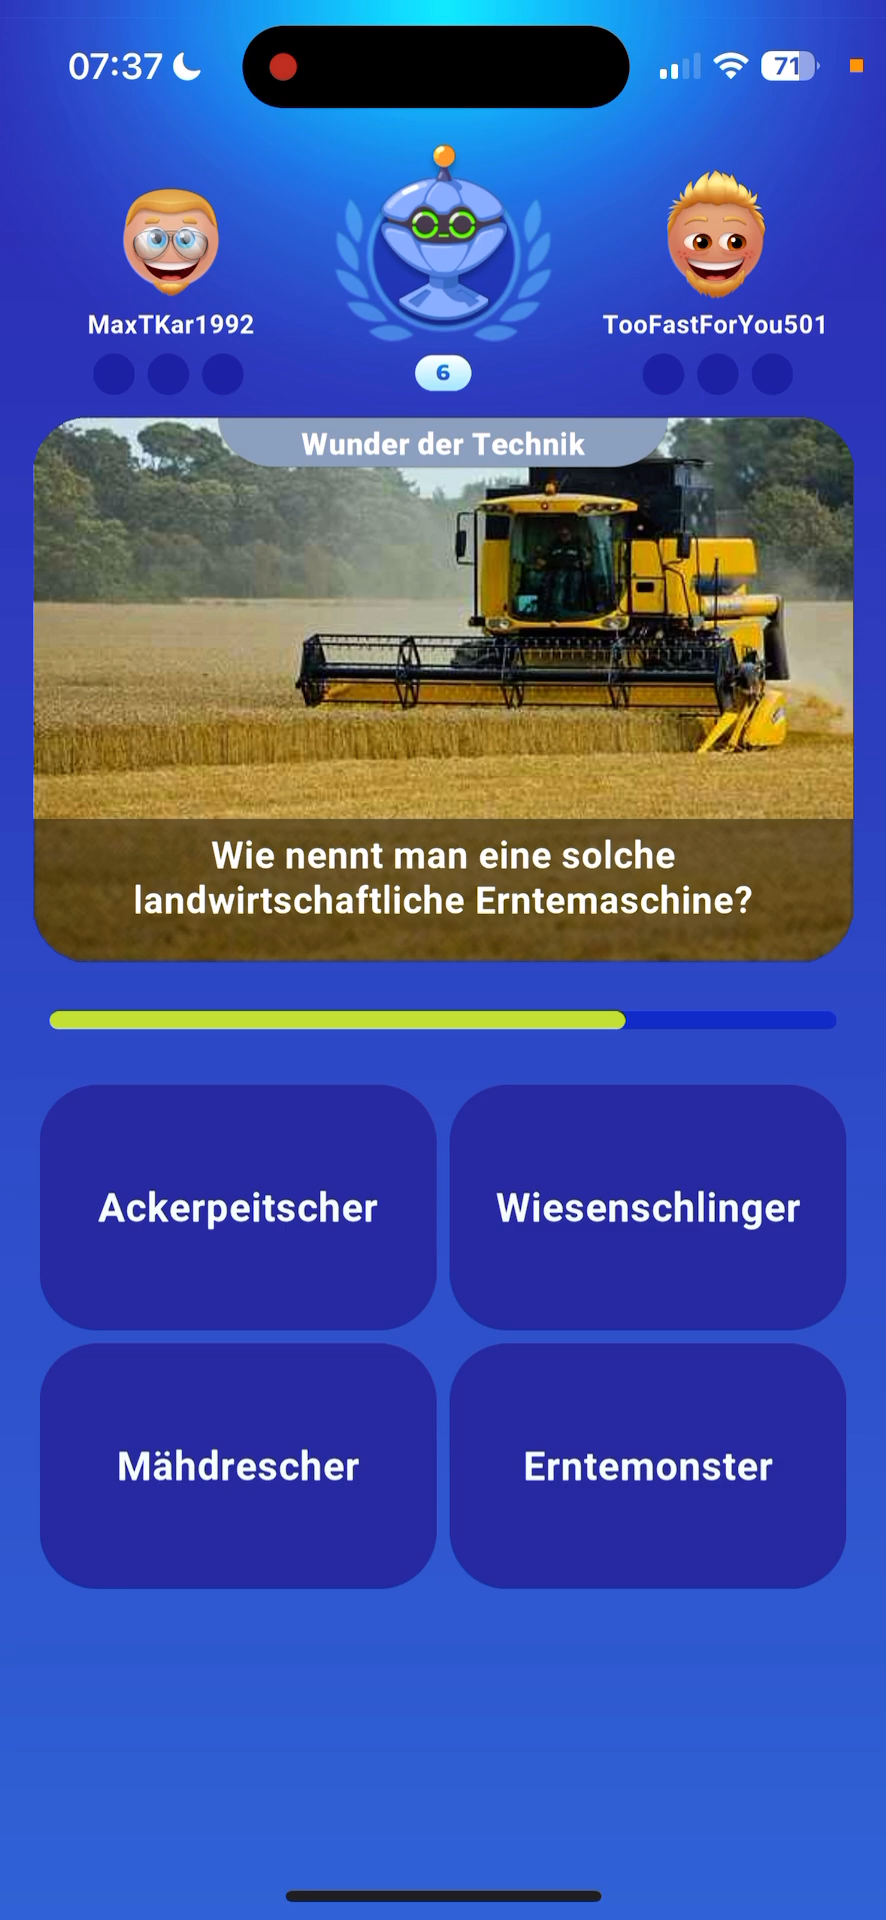 07:37
71
MaxTKar1992
TooFastForYou501
6
Wunder der Technik
Wie nennt man eine solche
landwirtschaftliche Erntemaschine?
Ackerpeitscher
Wiesenschlinger
Mähdrescher
Erntemonster